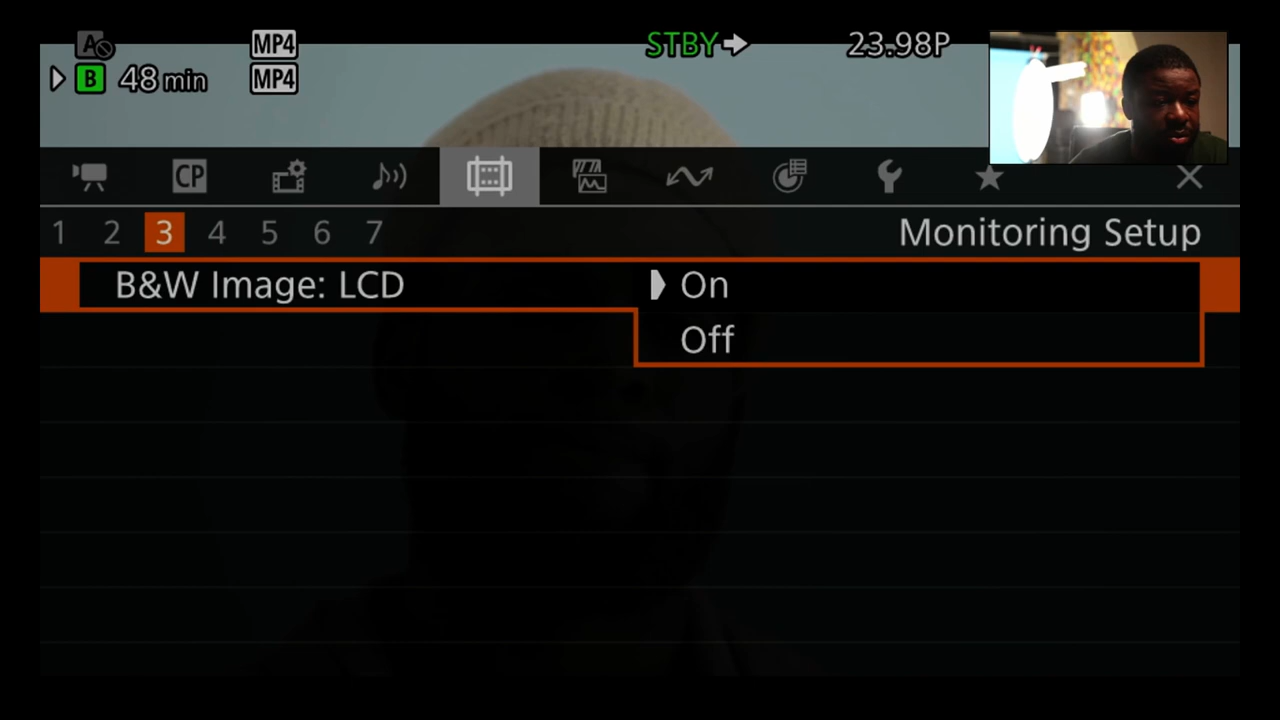 A MP4 STBY 23.98P
B 48 min MP4
CP
1 2 3 4 5 6 7 Monitoring Setup
B&W Image: LCD On
Off